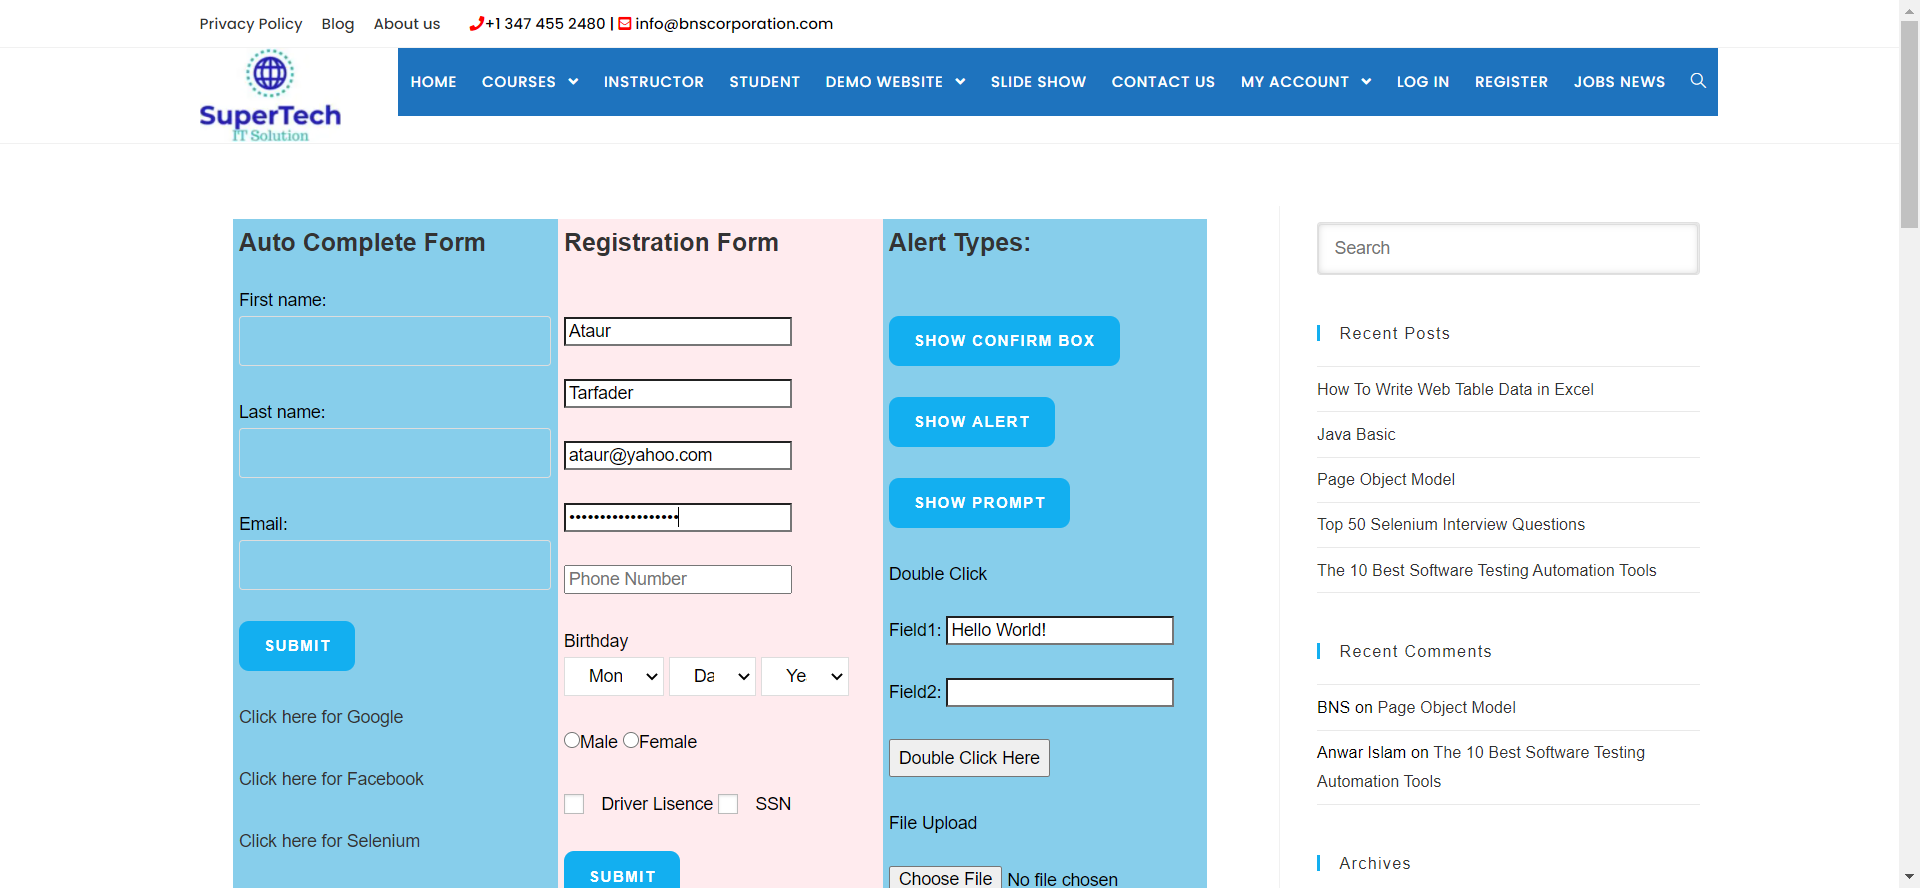 Privacy Policy Blog About us +1 347 455 2480 | info@bnscorporation.com
SuperTech
IT Solution
HOME COURSES INSTRUCTOR STUDENT DEMO WEBSITE SLIDE SHOW CONTACT US MY ACCOUNT LOG IN REGISTER JOBS NEWS
Auto Complete Form
First name:
Last name:
Email:
SUBMIT
Click here for Google
Click here for Facebook
Click here for Selenium
Registration Form
Ataur
Tarfader
ataur@yahoo.com
••••••••••••••••••
Phone Number
Birthday
Mon Da Ye
Male Female
Driver Lisence SSN
SUBMIT
Alert Types:
SHOW CONFIRM BOX
SHOW ALERT
SHOW PROMPT
Double Click
Field1: Hello World!
Field2:
Double Click Here
File Upload
Choose File No file chosen
Search
Recent Posts
How To Write Web Table Data in Excel
Java Basic
Page Object Model
Top 50 Selenium Interview Questions
The 10 Best Software Testing Automation Tools
Recent Comments
BNS on Page Object Model
Anwar Islam on The 10 Best Software Testing
Automation Tools
Archives